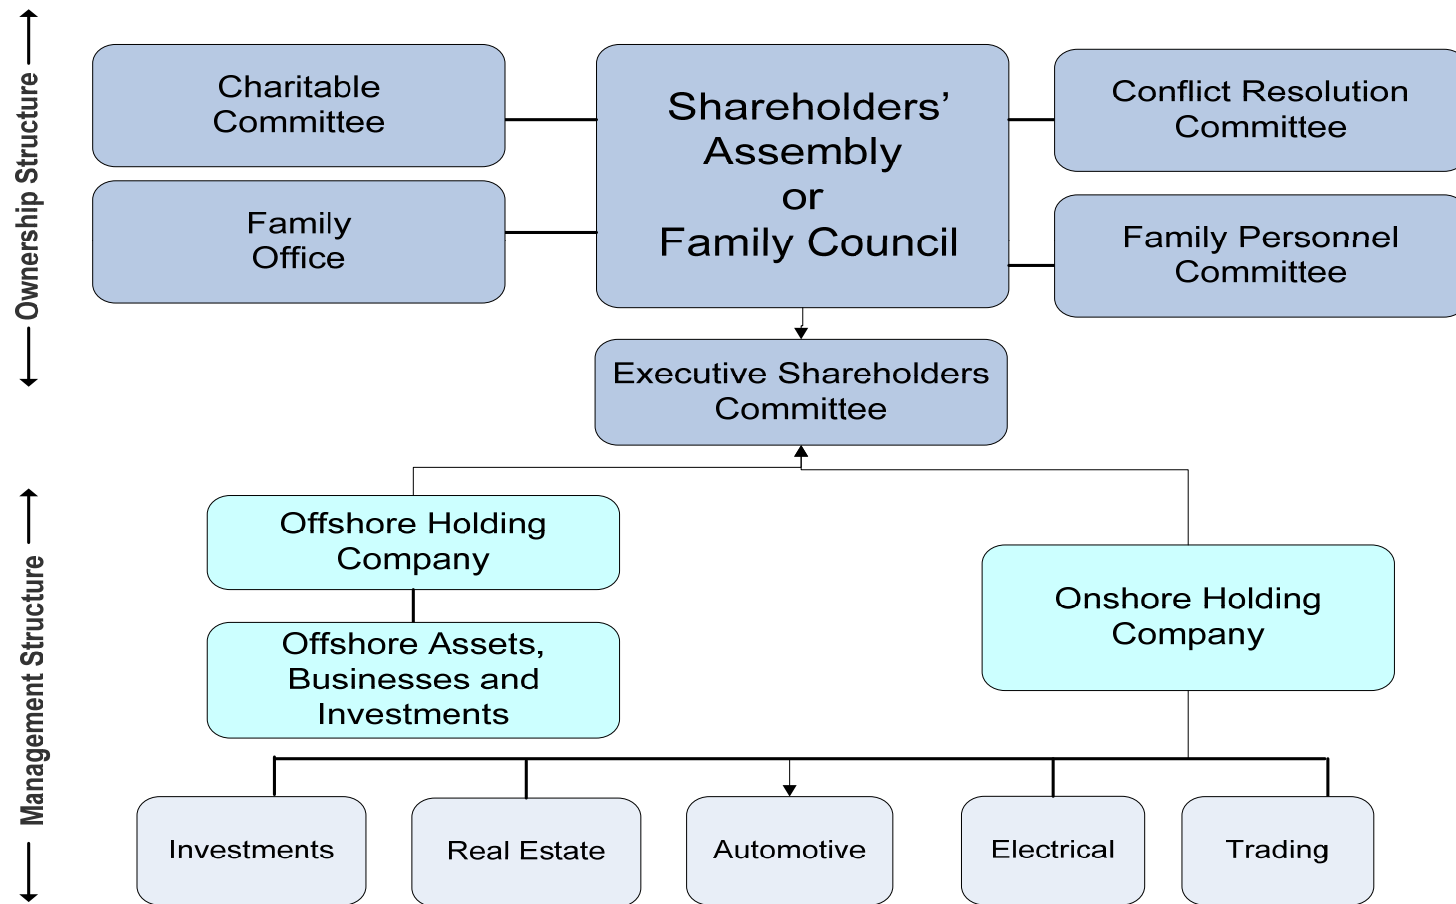 Ownership Structure
Charitable
Committee
Shareholders’
Assembly
or
Family Council
Conflict Resolution
Committee
Family
Office
Family Personnel
Committee
Executive Shareholders
Committee
Management Structure
Offshore Holding
Company
Onshore Holding
Company
Offshore Assets,
Businesses and
Investments
Investments
Real Estate
Automotive
Electrical
Trading